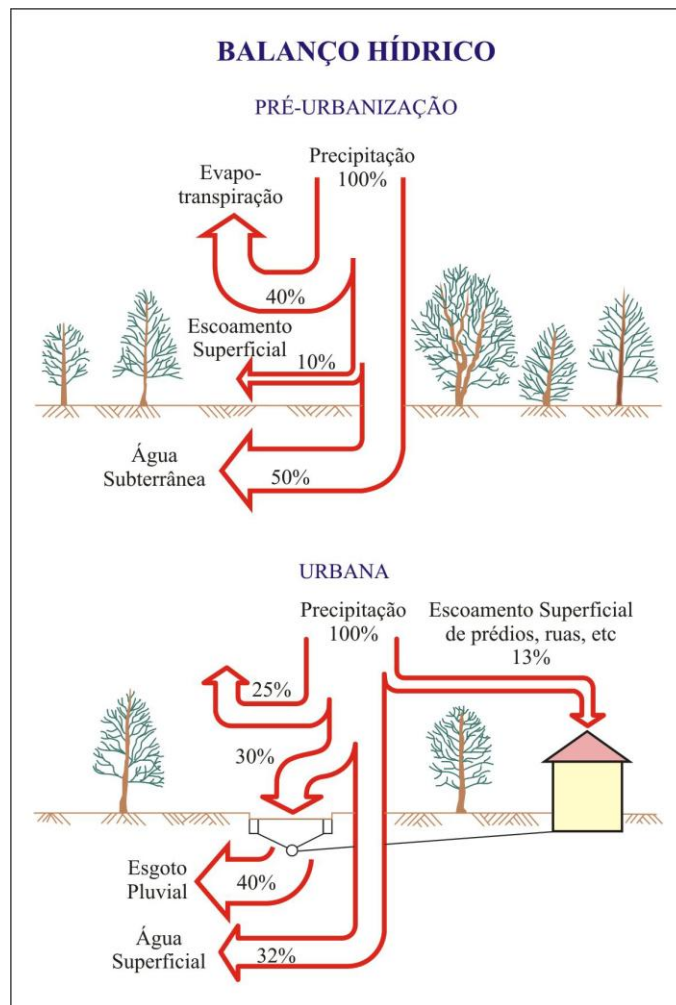 BALANÇO HÍDRICO
PRÉ-URBANIZAÇÃO
Evapo-
transpiração
Precipitação
100%
40%
Escoamento
Superficial
10%
Água
Subterrânea
50%
URBANA
Precipitação
100%
Escoamento Superficial
de prédios, ruas, etc
13%
25%
30%
Esgoto
Pluvial
40%
Água
Superficial
32%